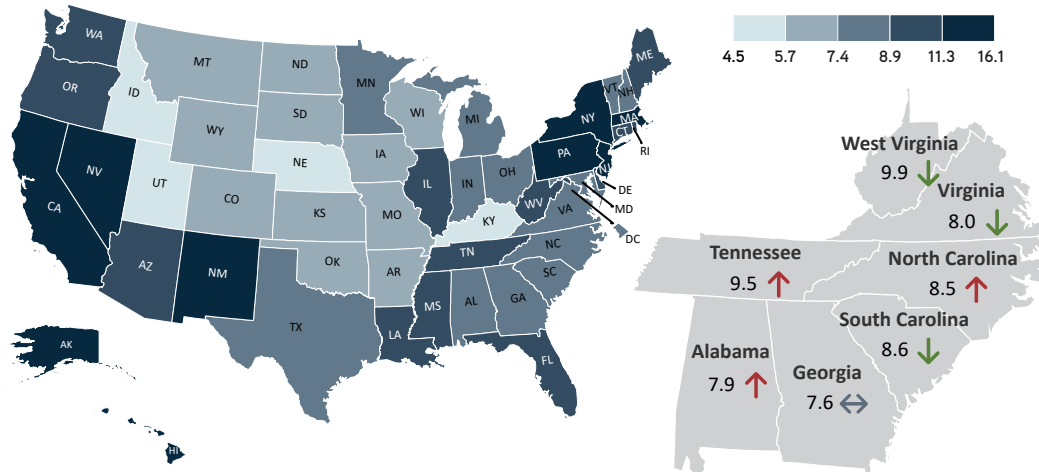 WA
OR
CA
NV
ID
MT
WY
UT
AZ
CO
NM
ND
SD
NE
KS
OK
TX
MN
IA
MO
AR
LA
WI
IL
MS
MI
IN
KY
TN
AL
OH
WV
VA
NC
SC
GA
FL
PA
NY
VT
NH
ME
MA
CT
RI
NJ
DE
MD
DC
AK
HI
4.5 5.7 7.4 8.9 11.3 16.1
West Virginia
9.9
Virginia
8.0
Tennessee
9.5
North Carolina
8.5
South Carolina
8.6
Alabama
7.9
Georgia
7.6